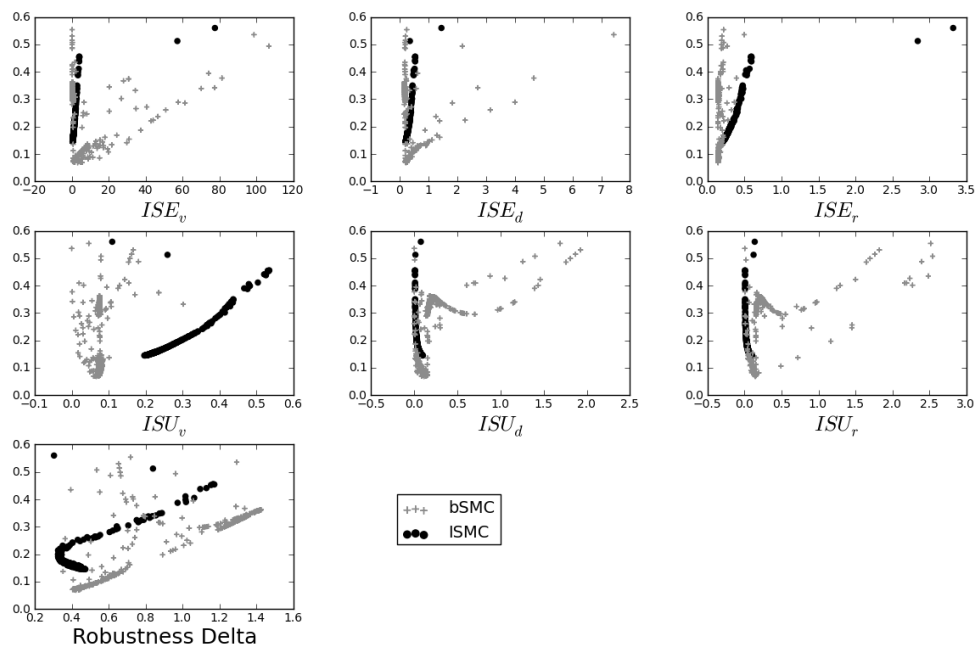 0.6 0.6 0.6
0.5 0.5 0.5
0.4 0.4 0.4
0.3 0.3 0.3
0.2 0.2 0.2
0.1 0.1 0.1
0.0 0.0 0.0
−20 0 20 40 60 80 100 120 −1 0 1 2 3 4 5 6 7 8 0.0 0.5 1.0 1.5 2.0 2.5 3.0 3.5
ISE_v ISE_d ISE_r
0.6 0.6 0.6
0.5 0.5 0.5
0.4 0.4 0.4
0.3 0.3 0.3
0.2 0.2 0.2
0.1 0.1 0.1
0.0 0.0 0.0
−0.1 0.0 0.1 0.2 0.3 0.4 0.5 0.6 −0.5 0.0 0.5 1.0 1.5 2.0 2.5 −0.5 0.0 0.5 1.0 1.5 2.0 2.5 3.0
ISU_v ISU_d ISU_r
0.6
0.5
0.4
0.3
0.2
0.1
0.0
0.2 0.4 0.6 0.8 1.0 1.2 1.4 1.6
Robustness Delta
bSMC
ISMC